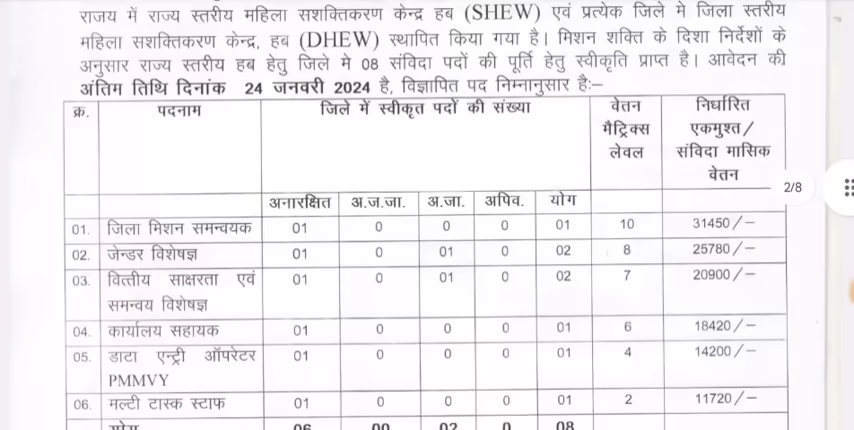 राजय में राज्य स्तरीय महिला सशक्तिकरण केन्द्र हब (SHEW) एवं प्रत्येक जिले मे जिला स्तरीय
महिला सशक्तिकरण केन्द्र, हब (DHEW) स्थापित किया गया है। मिशन शक्ति के दिशा निर्देशों के
अनुसार राज्य स्तरीय हब हेतु जिले मे 08 संविदा पदों की पूर्ति हेतु स्वीकृति प्राप्त है। आवेदन की
अंतिम तिथि दिनांक 24 जनवरी 2024 है, विज्ञापित पद निम्नानुसार है:–
क्र. पदनाम जिले में स्वीकृत पदों की संख्या वेतन मैट्रिक्स लेवल निर्धारित एकमुश्त/ संविदा मासिक वेतन
2/8
अनारक्षित अ.ज.जा. अ.जा. अपिव. योग
01. जिला मिशन समन्वयक 01 0 0 0 01 10 31450/–
02. जेन्डर विशेषज्ञ 01 0 01 0 02 8 25780/–
03. वित्तीय साक्षरता एवं समन्वय विशेषज्ञ 01 0 01 0 02 7 20900/–
04. कार्यालय सहायक 01 0 0 0 01 6 18420/–
05. डाटा एन्ट्री ऑपरेटर PMMVY 01 0 0 0 01 4 14200/–
06. मल्टी टास्क स्टाफ 01 0 0 0 01 2 11720/–
योग 06 00 02 0 08